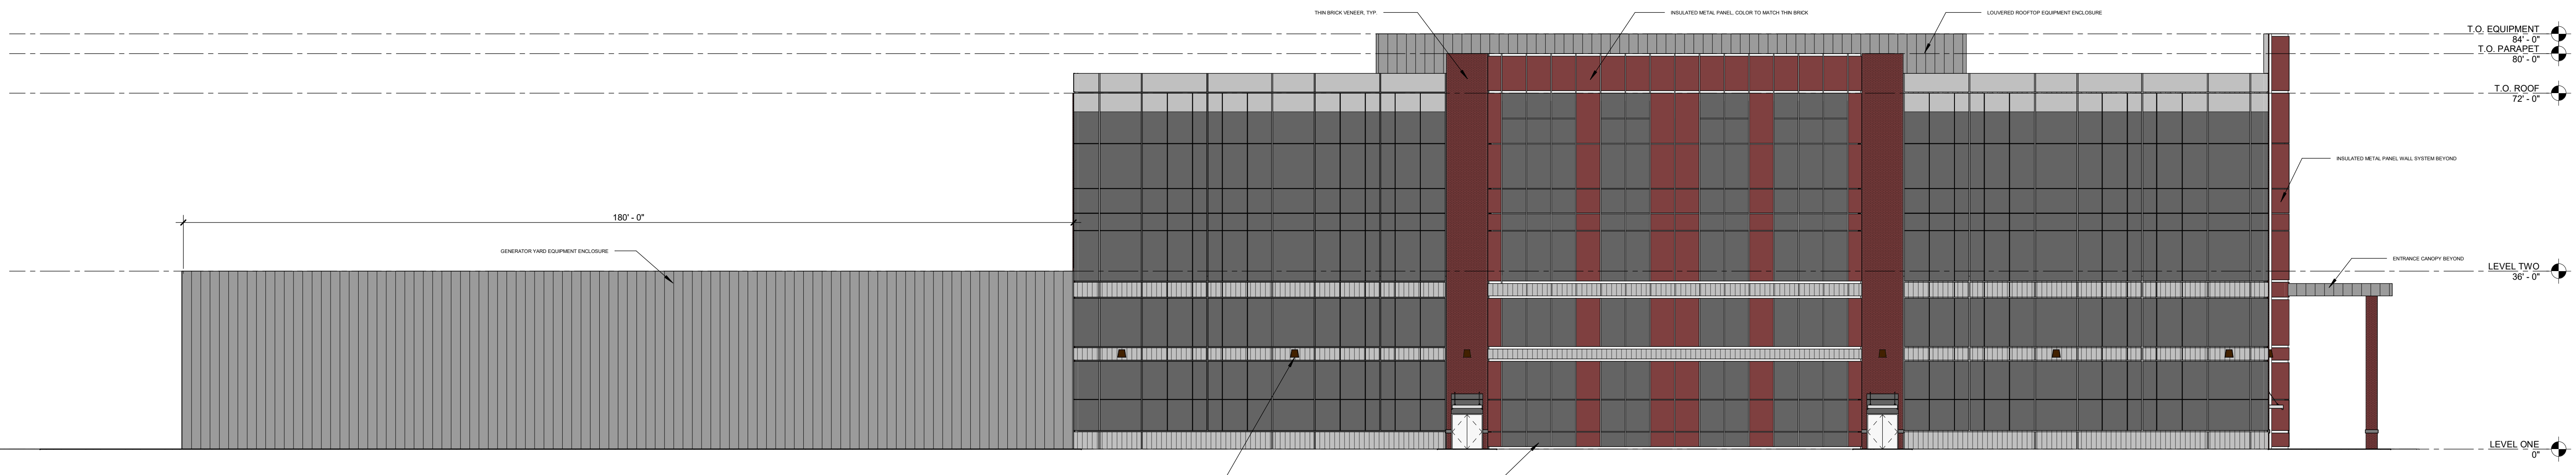 THIN BRICK VENEER, TYP.
INSULATED METAL PANEL, COLOR TO MATCH THIN BRICK
LOUVERED ROOFTOP EQUIPMENT ENCLOSURE
T.O. EQUIPMENT
84' - 0"
T.O. PARAPET
80' - 0"
T.O. ROOF
72' - 0"
INSULATED METAL PANEL WALL SYSTEM BEYOND
180' - 0"
GENERATOR YARD EQUIPMENT ENCLOSURE
ENTRANCE CANOPY BEYOND
LEVEL TWO
36' - 0"
LEVEL ONE
0"